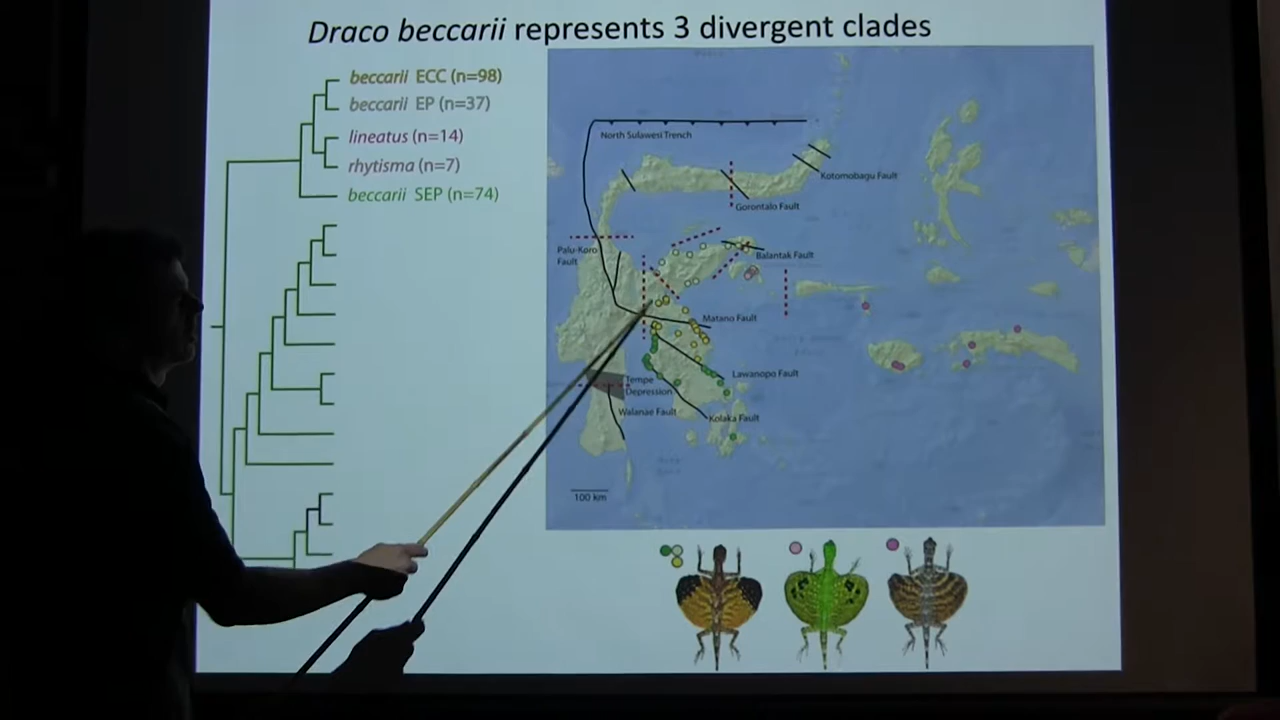 Draco beccarii represents 3 divergent clades
beccarii ECC (n=98)
beccarii EP (n=37)
lineatus (n=14)
rhytisma (n=7)
beccarii SEP (n=74)
North Sulawesi Trench
Kotomobagu Fault
Gorontalo Fault
Palu-Koro
Fault
Balantak Fault
Matano Fault
Lawanopo Fault
Tempe
Depression
Walanae Fault
Kolaka Fault
100 km